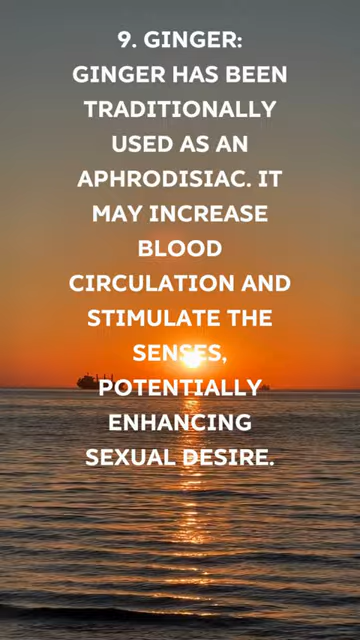 9. GINGER:
GINGER HAS BEEN
TRADITIONALLY
USED AS AN
APHRODISIAC. IT
MAY INCREASE
BLOOD
CIRCULATION AND
STIMULATE THE
SENSES,
POTENTIALLY
ENHANCING
SEXUAL DESIRE.